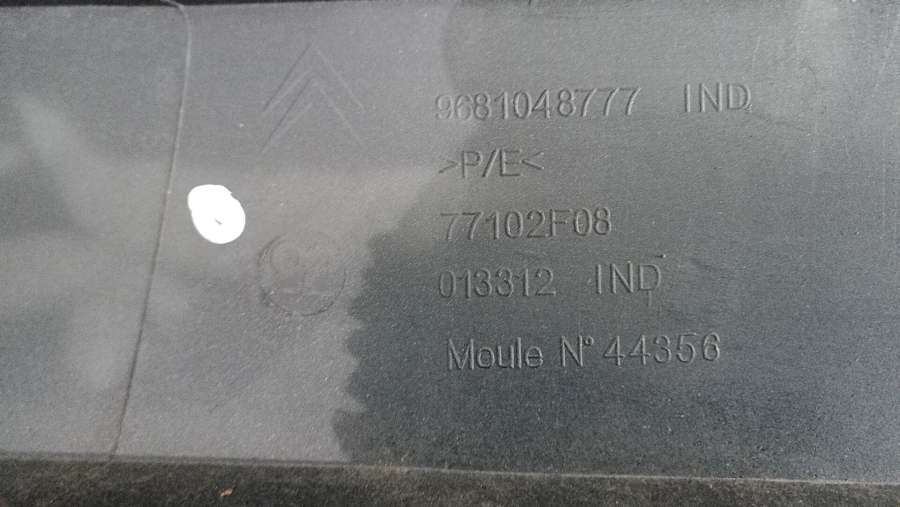 9681048777 IND
>P/E<
77102F08
013312 IND
Moule N° 44356